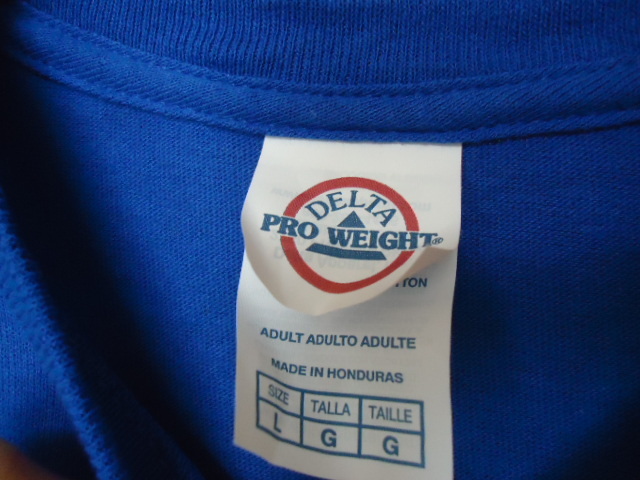 DELTA
PRO WEIGHT®
TON
ADULT ADULTO ADULTE
MADE IN HONDURAS
SIZE TALLA TAILLE
L G G